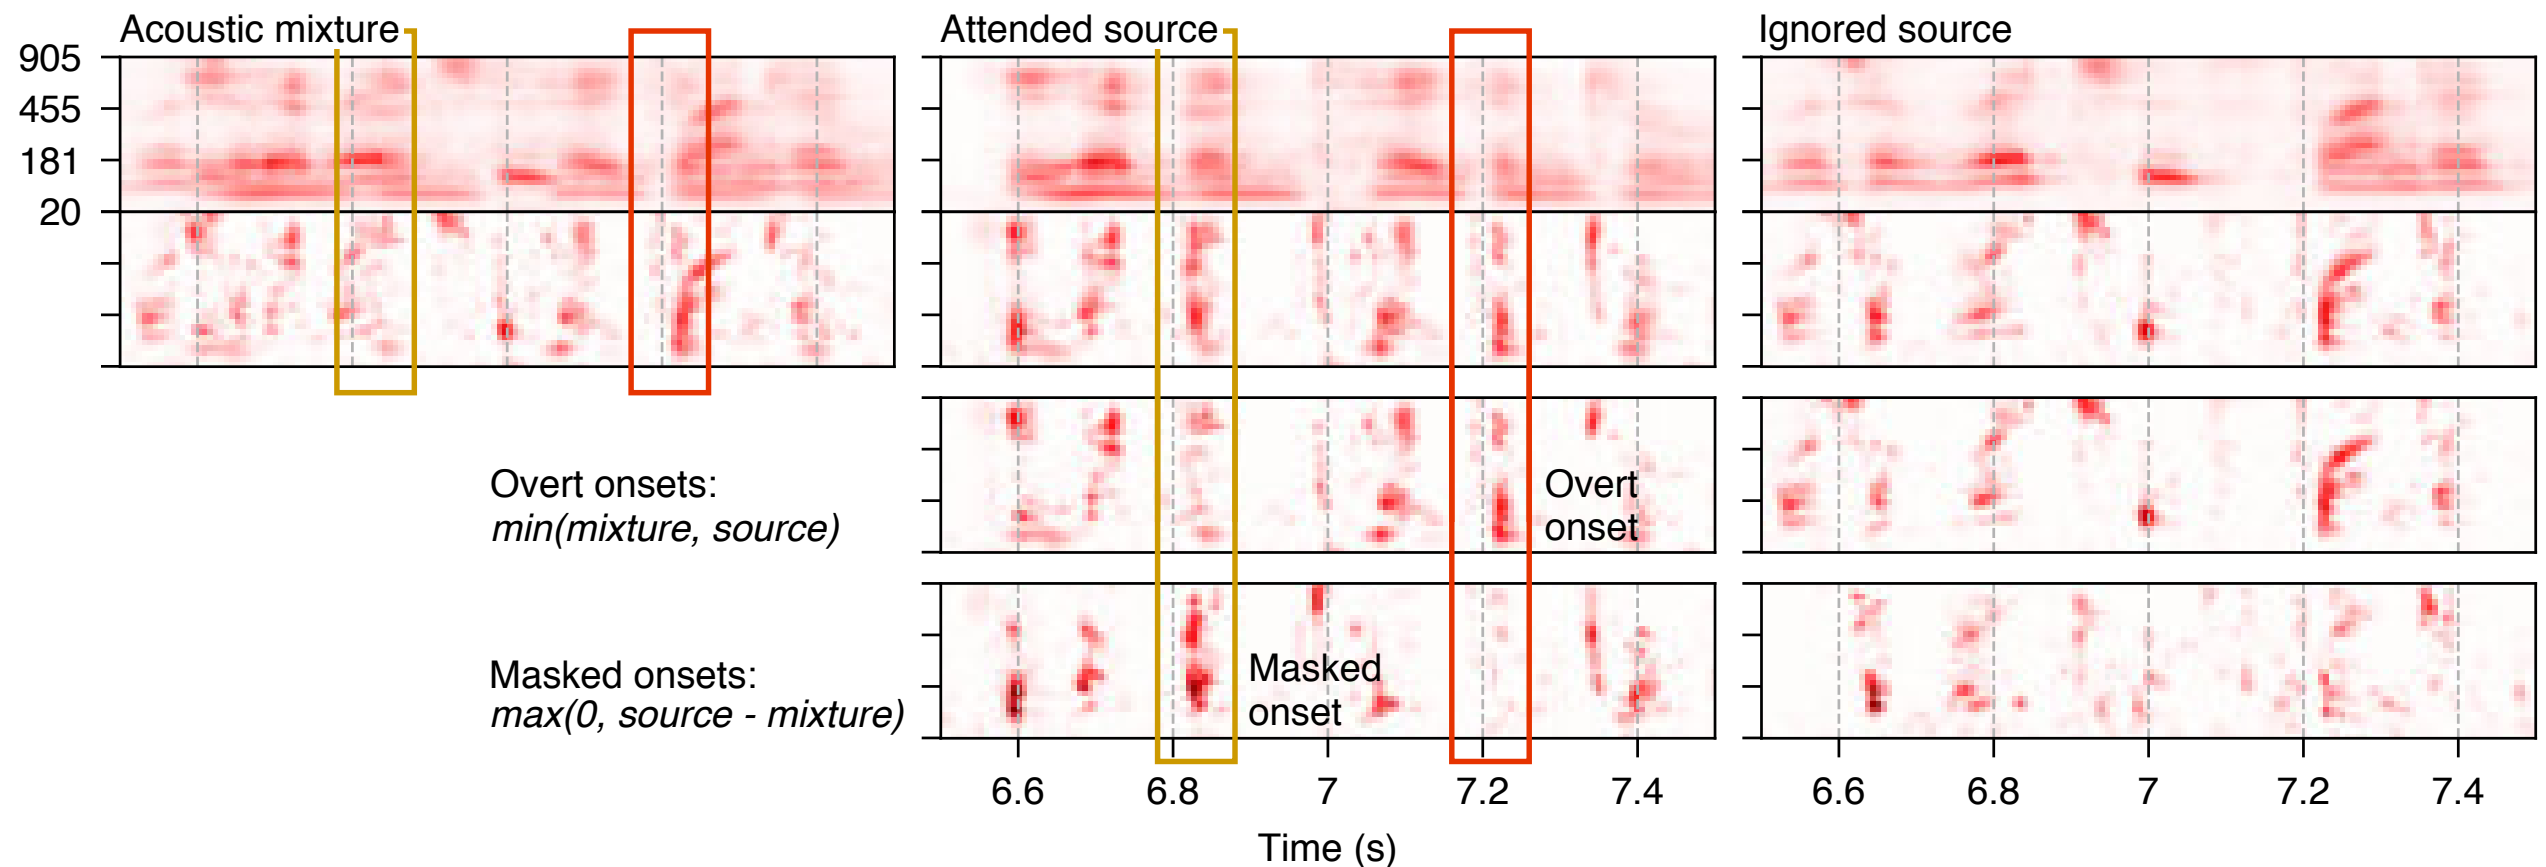 Acoustic mixture
Attended source
Ignored source
905
455
181
20
Overt onsets:
min(mixture, source)
Overt
onset
Masked onsets:
max(0, source - mixture)
Masked
onset
6.6 6.8 7 7.2 7.4
6.6 6.8 7 7.2 7.4
Time (s)